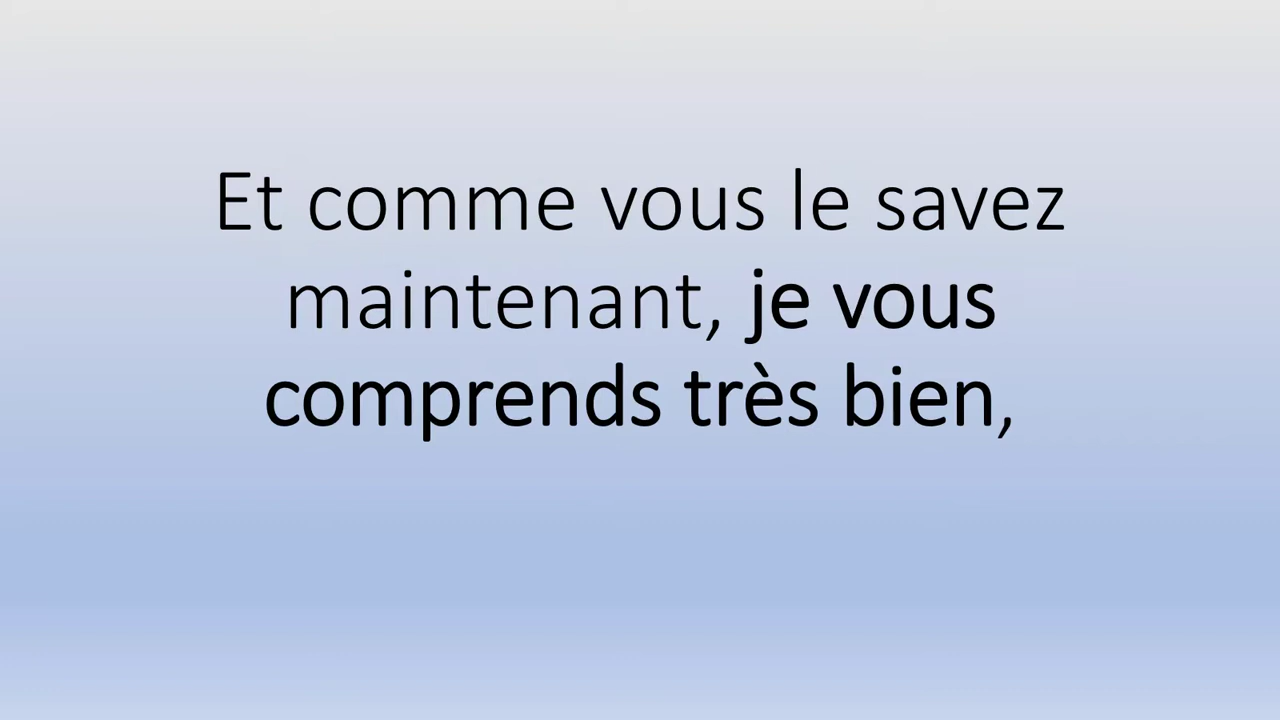 Et comme vous le savez
maintenant, je vous
comprends très bien,